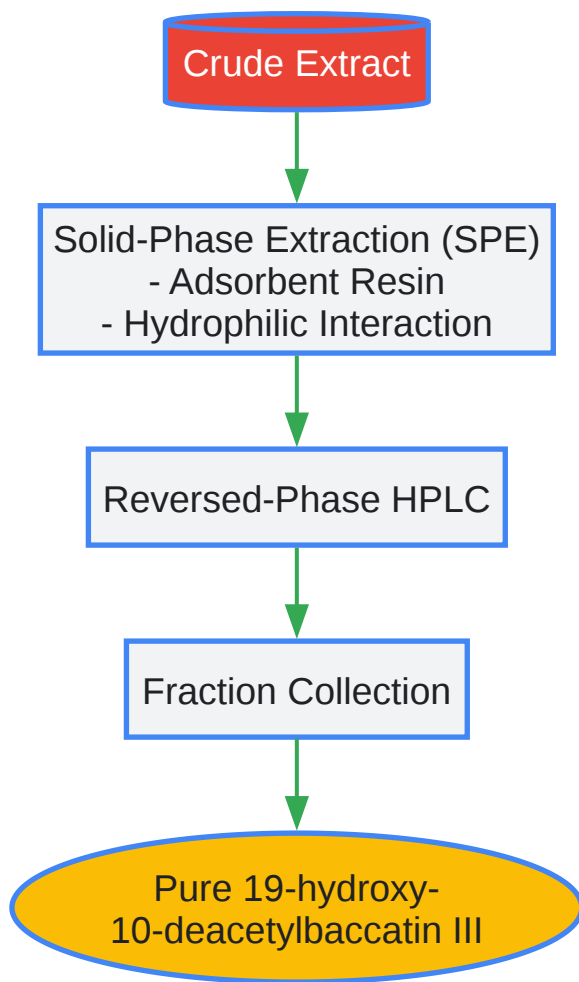 Crude Extract
Solid-Phase Extraction (SPE)
- Adsorbent Resin
- Hydrophilic Interaction
Reversed-Phase HPLC
Fraction Collection
Pure 19-hydroxy-
10-deacetylbaccatin III